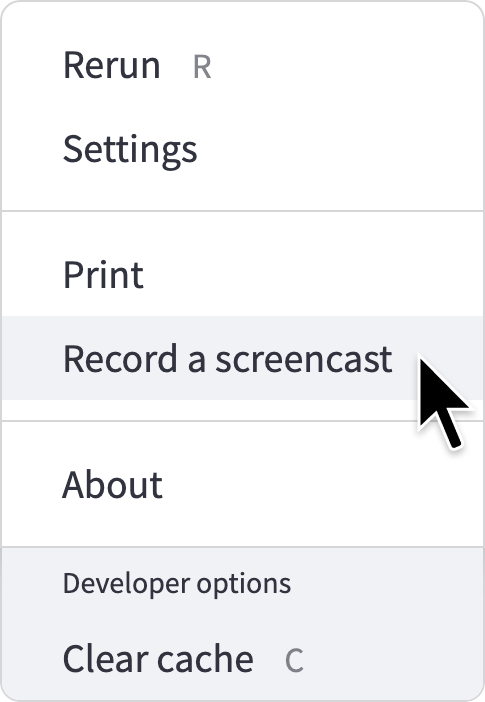 Rerun R
Settings
Print
Record a screencast
About
Developer options
Clear cache C